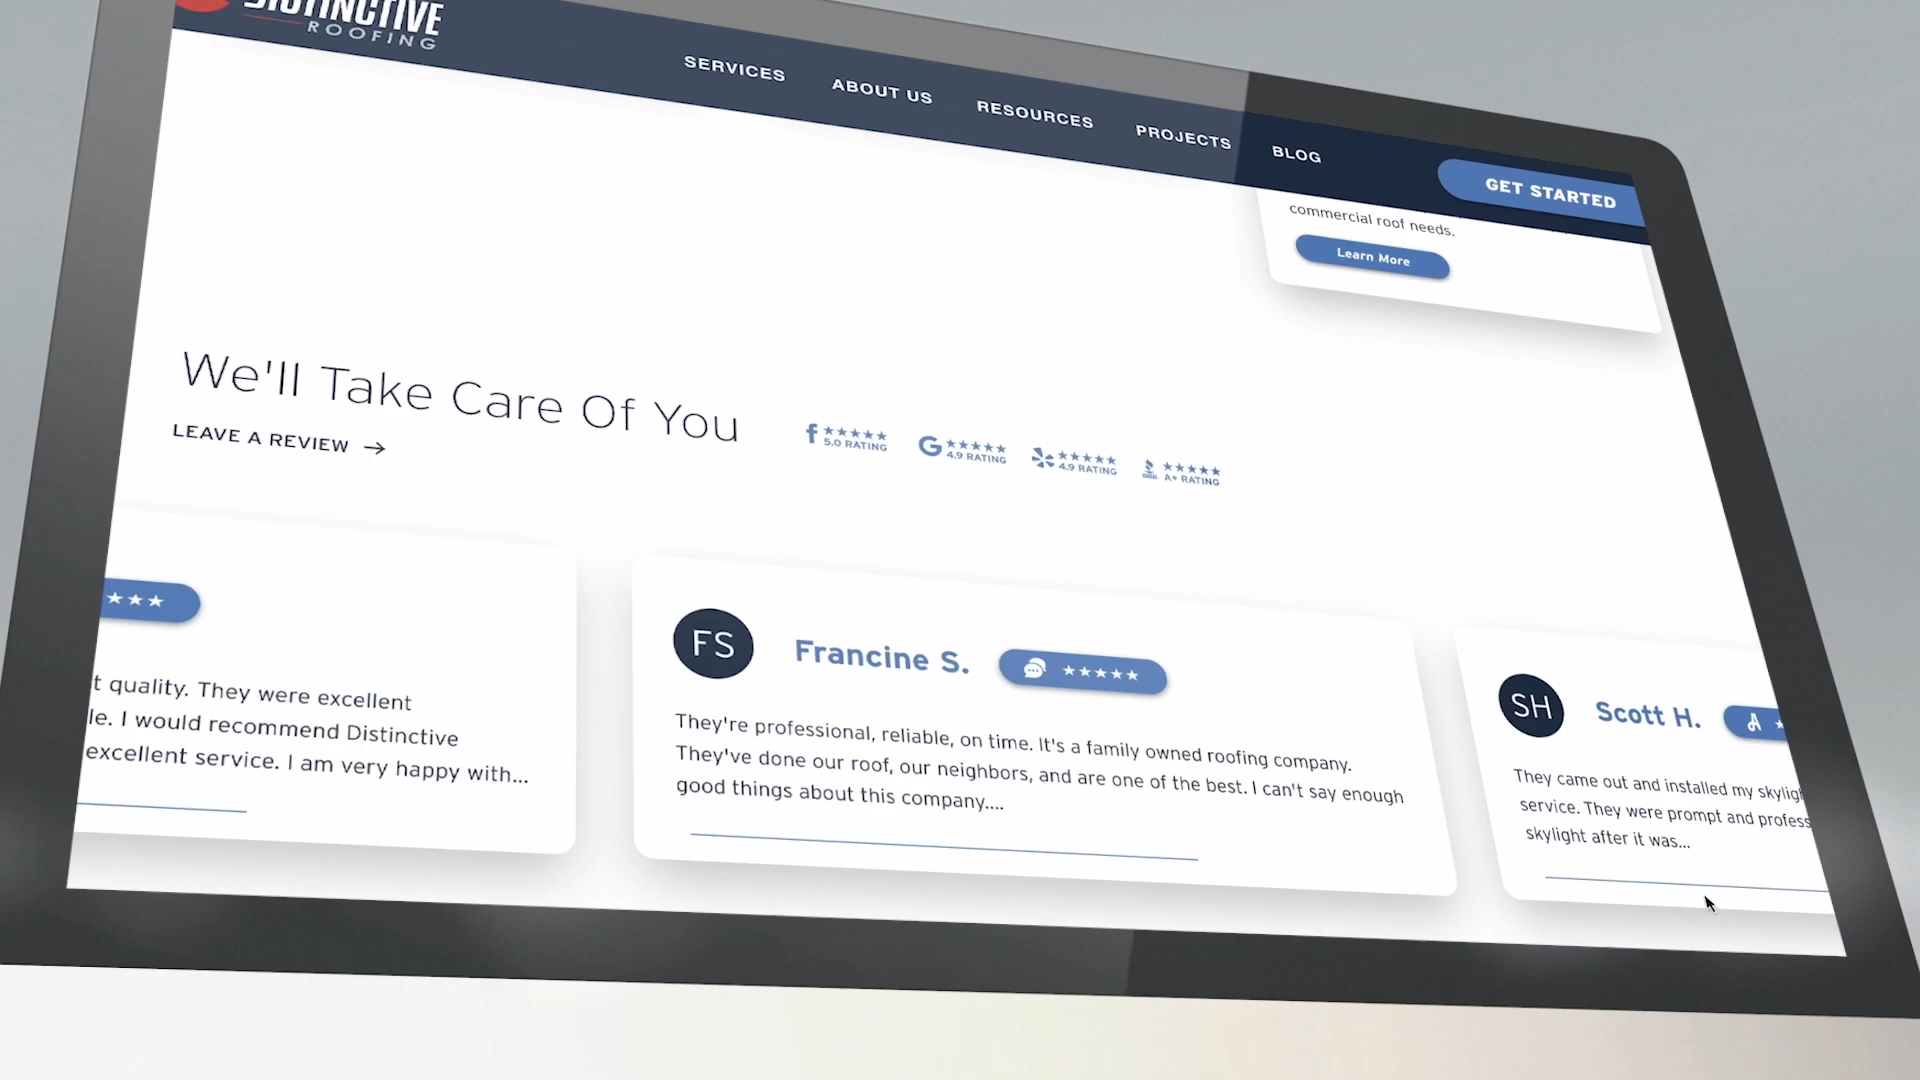 DISTINCTIVE
ROOFING
SERVICES
ABOUT US
RESOURCES
PROJECTS
BLOG
GET STARTED
commercial roof needs.
Learn More
We'll Take Care Of You
LEAVE A REVIEW
5.0 RATING
4.9 RATING
4.9 RATING
A+ RATING
quality. They were excellent
I would recommend Distinctive
excellent service. I am very happy with...
FS
Francine S.
They're professional, reliable, on time. It's a family owned roofing company.
They've done our roof, our neighbors, and are one of the best. I can't say enough
good things about this company....
SH
Scott H.
They came out and installed my
service. They were prompt and
skylight after it was...